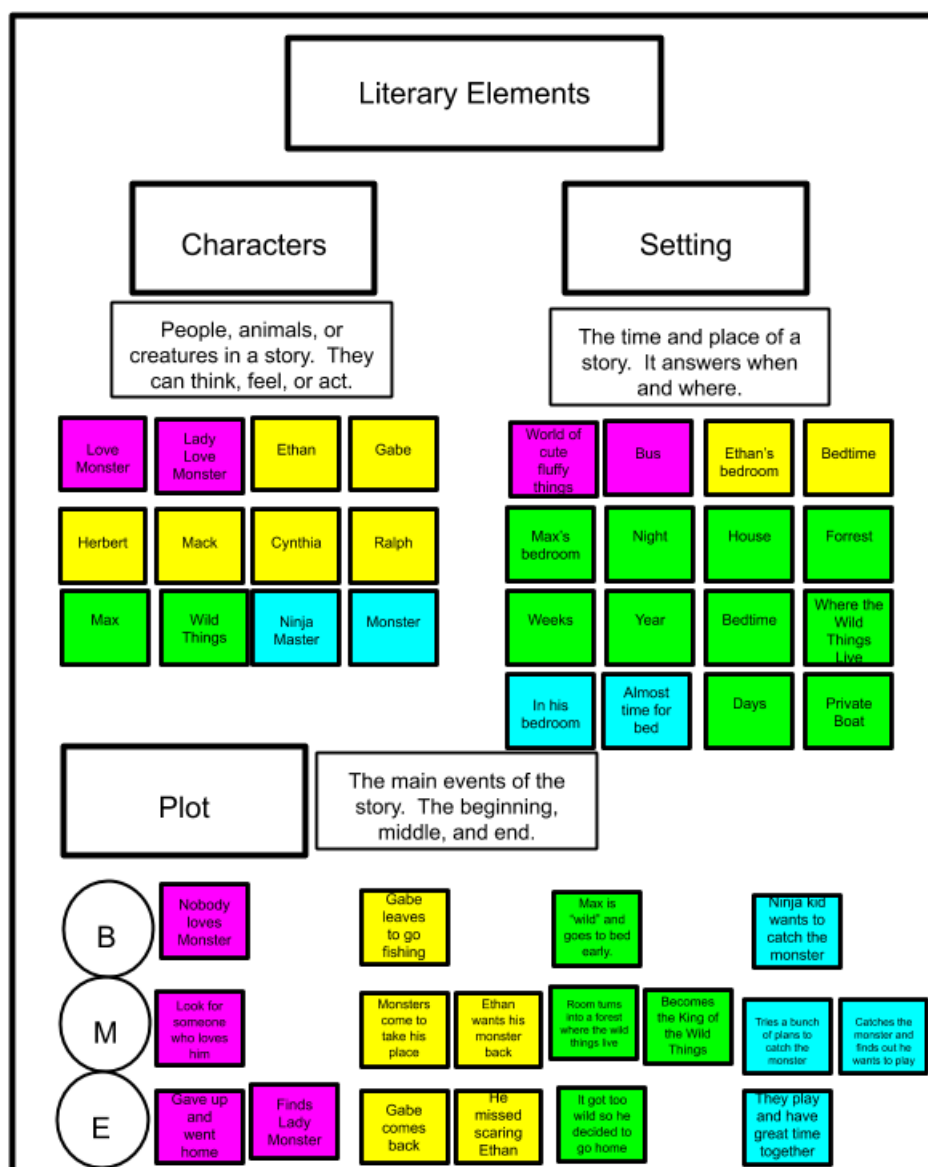 Literary Elements
Characters
Setting
People, animals, or
creatures in a story.  They
can think, feel, or act.
The time and place of a
story.  It answers when
and where.
Love
Monster
Lady
Love
Monster
Ethan
Gabe
World of
cute
fluffy
things
Bus
Ethan's
bedroom
Bedtime
Herbert
Mack
Cynthia
Ralph
Max's
bedroom
Night
House
Forrest
Max
Wild
Things
Ninja
Master
Monster
Weeks
Year
Bedtime
Where the
Wild
Things
Live
In his
bedroom
Almost
time for
bed
Days
Private
Boat
Plot
The main events of the
story.  The beginning,
middle, and end.
B
Nobody
loves
Monster
Gabe
leaves
to go
fishing
Max is
"wild" and
goes to bed
early.
Ninja kid
wants to
catch the
monster
M
Look for
someone
who loves
him
Monsters
come to
take his
place
Ethan
wants his
monster
back
Room turns
into a forest
where the wild
things live
Becomes
the King of
the Wild
Things
Tries a bunch
of plans to
catch the
monster
Catches the
monster and
finds out he
wants to play
E
Gave up
and
went
home
Finds
Lady
Monster
Gabe
comes
back
He
missed
scaring
Ethan
It got too
wild so he
decided to
go home
They play
and have
great time
together